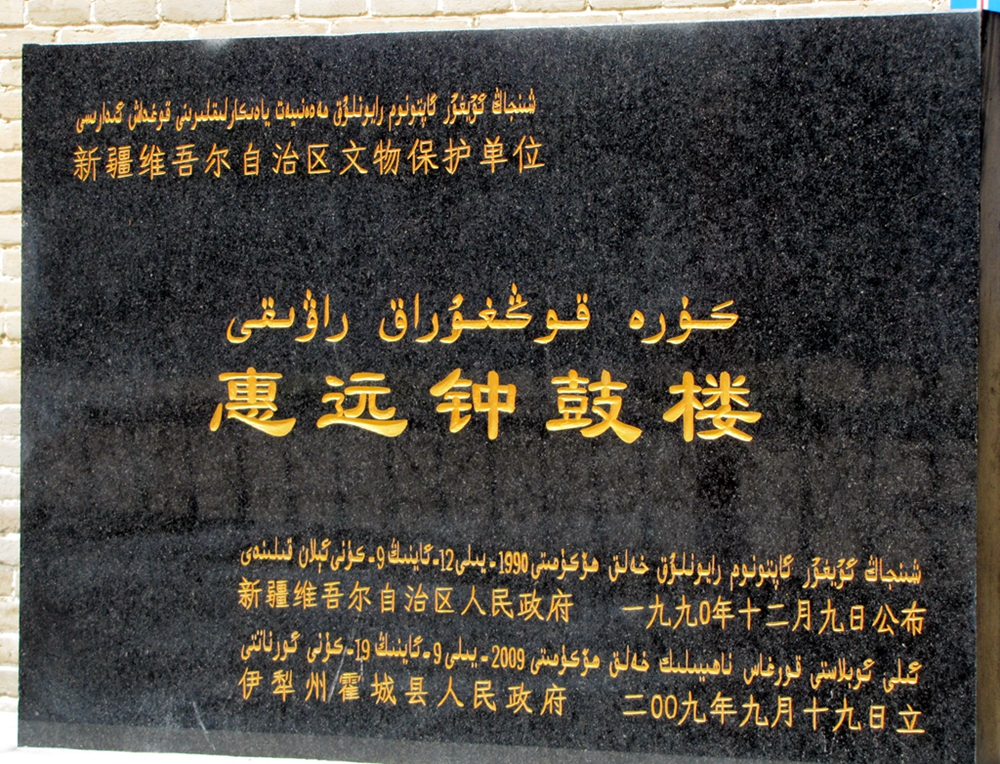 شىنجاڭ ئۇيغۇر ئاپتونوم رايونلۇق مەدەنىيەت يادىكارلىقلىرىنى قوغداش ئىدارىسى
新疆维吾尔自治区文物保护单位
كۈرە قوڭغۇراق راۋىقى
惠远钟鼓楼
شىنجاڭ ئۇيغۇر ئاپتونوم رايونلۇق خەلق ھۆكۈمىتى 1990-يىلى 12-ئاينىڭ 9-كۈنى ئېلان قىلىندى
新疆维吾尔自治区人民政府 一九九〇年十二月九日公布
ئىلى ئوبلاستى قورغاس ناھىيىلىك خەلق ھۆكۈمىتى 2009-يىلى 9-ئاينىڭ 19-كۈنى ئورناتتى
伊犁州霍城县人民政府 二〇〇九年九月十九日立